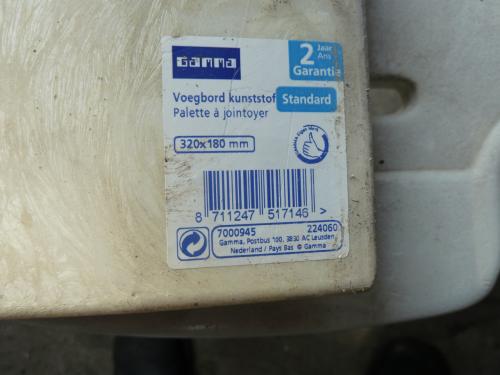 GAMMA
2 Jaar
Ans
Garantie
Voegbord kunststof
Standard
Palette à jointoyer
320x180 mm
8 711247 517146 >
7000945 224060
Gamma, Postbus 100, 3830 AC Leusden,
Nederland / Pays Bas © Gamma